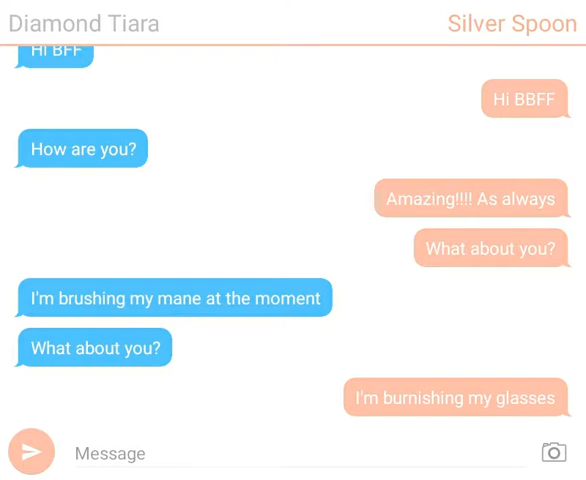 Diamond Tiara
Silver Spoon
Hi BFF
Hi BBFF
How are you?
Amazing!!!! As always
What about you?
I'm brushing my mane at the moment
What about you?
I'm burnishing my glasses
Message